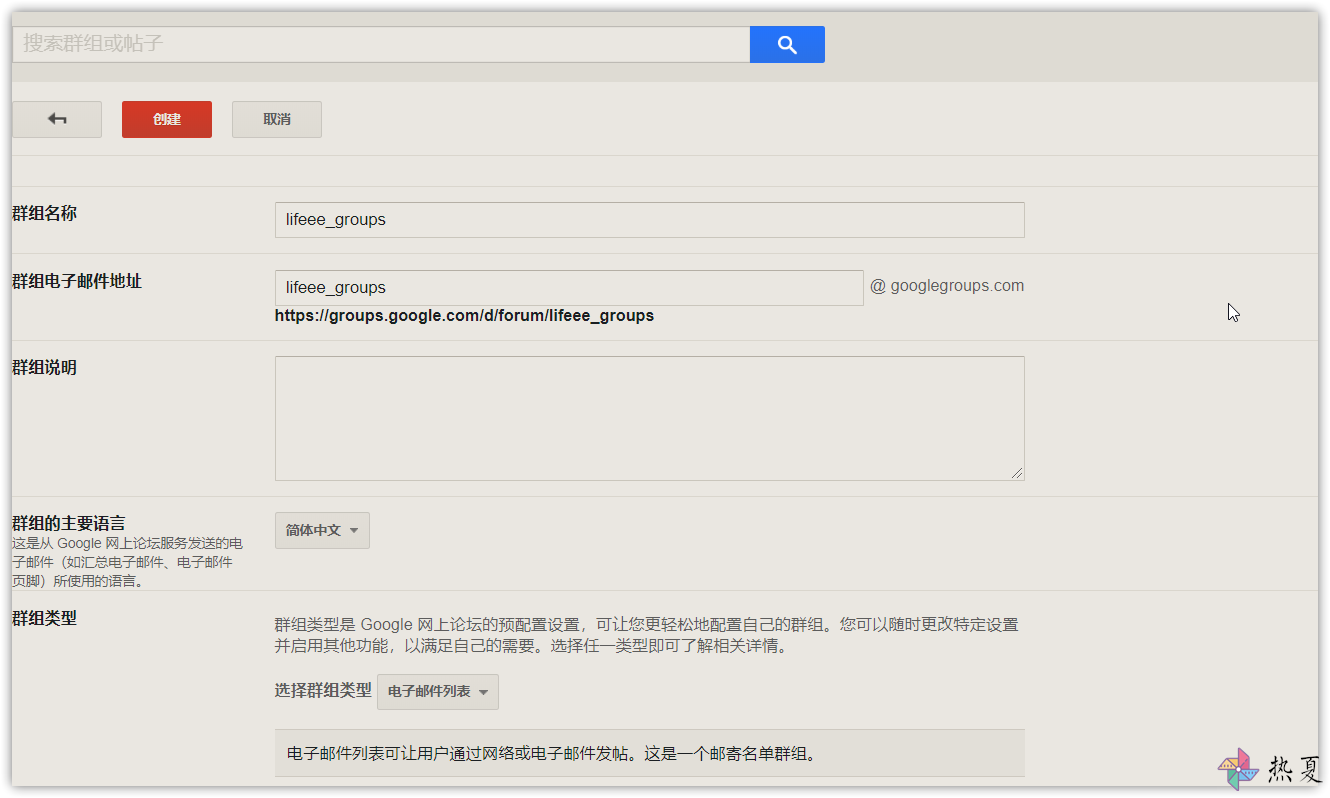 搜索群组或帖子
创建
取消
群组名称
lifeee_groups
群组电子邮件地址
lifeee_groups
@ googlegroups.com
https://groups.google.com/d/forum/lifeee_groups
群组说明
群组的主要语言
这是从 Google 网上论坛服务发送的电
子邮件（如汇总电子邮件、电子邮件
页脚）所使用的语言。
简体中文
群组类型
群组类型是 Google 网上论坛的预配置设置，可让您更轻松地配置自己的群组。您可以随时更改特定设置
并启用其他功能，以满足自己的需要。选择任一类型即可了解相关详情。
选择群组类型
电子邮件列表
电子邮件列表可让用户通过网络或电子邮件发帖。这是一个邮寄名单群组。
热夏